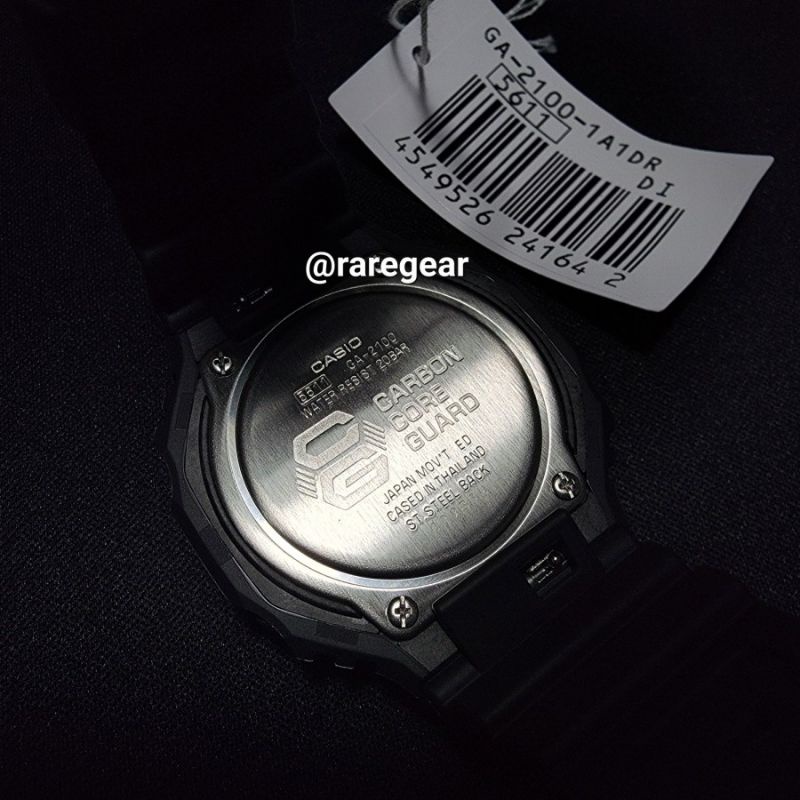 GA-2100-1A1DR
5611
DI
4549526 24164 2
@raregear
CASIO
5611 GA-2100
WATER RESIST 20BAR
CARBON
CORE
GUARD
JAPAN MOV'T ED
CASED IN THAILAND
ST. STEEL BACK